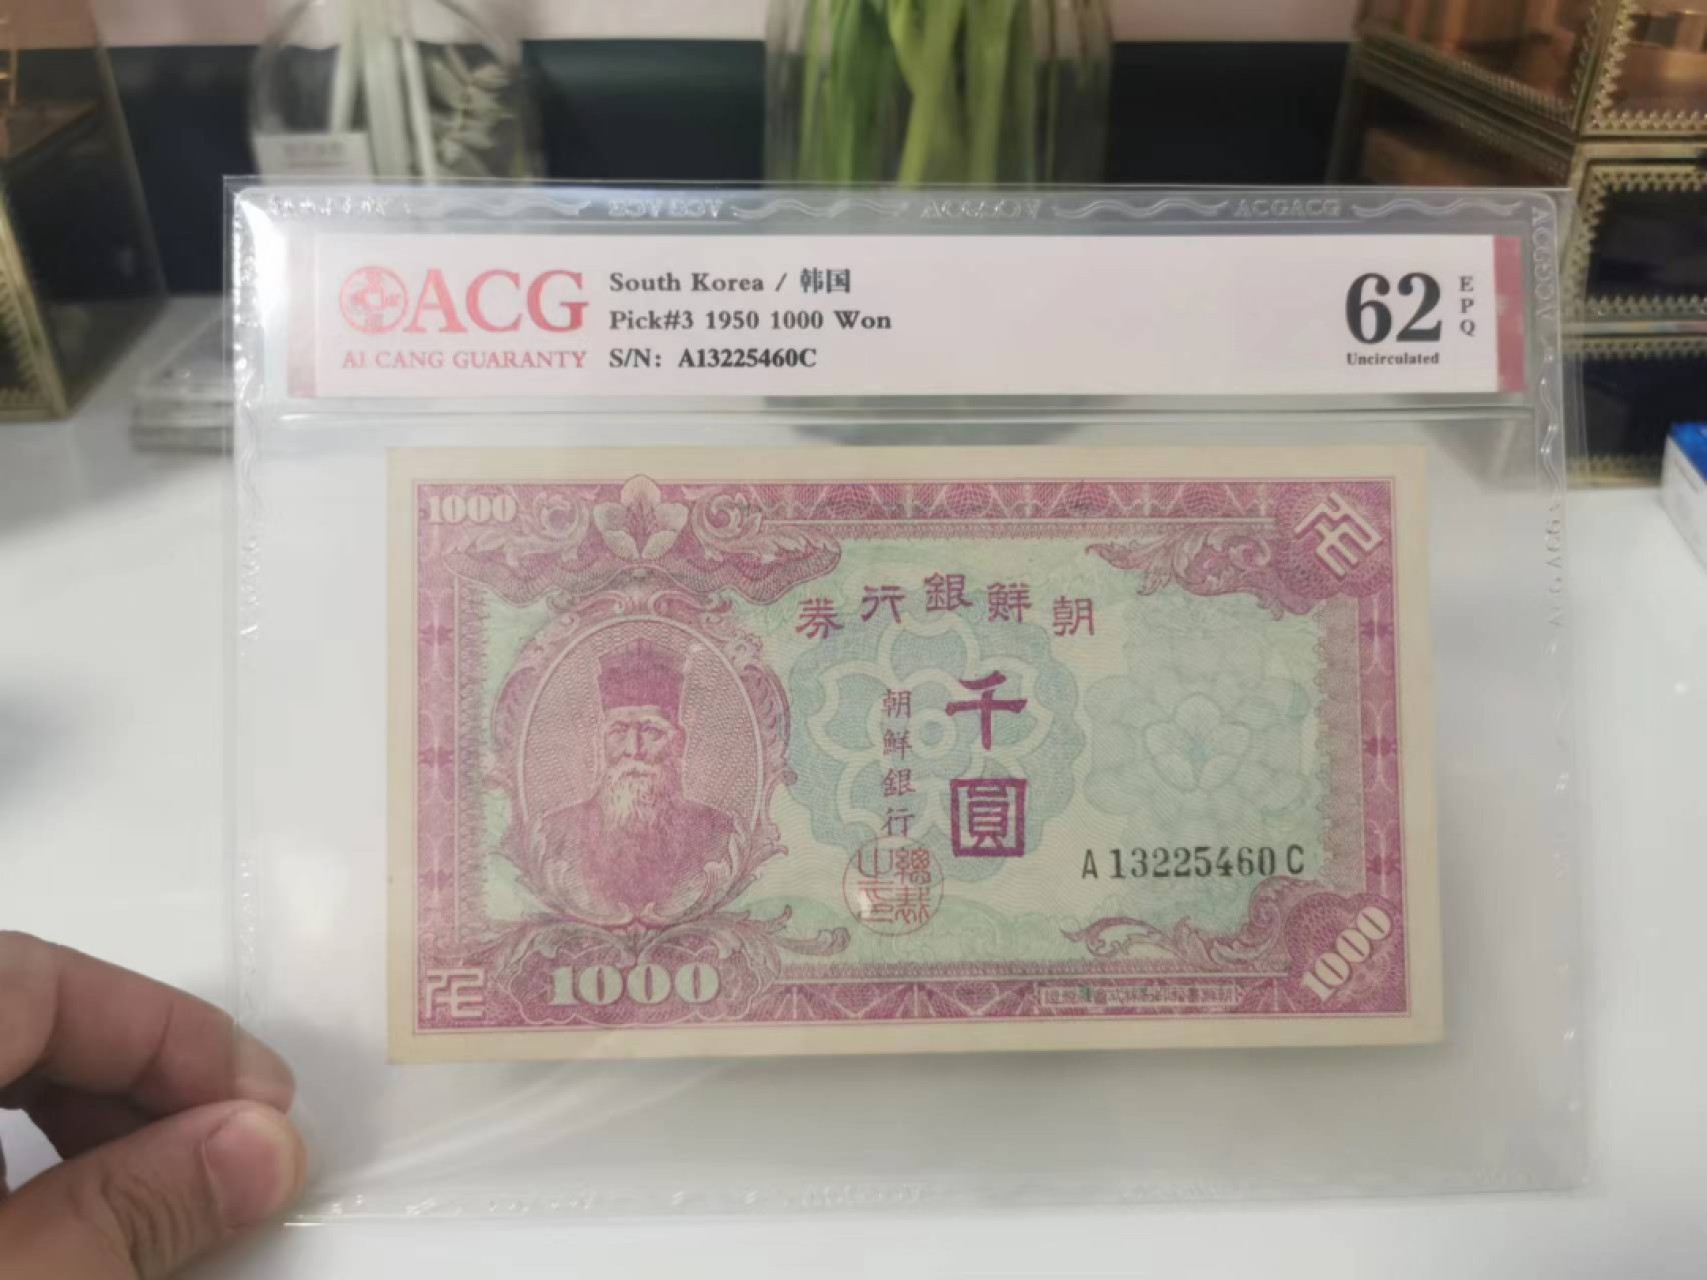 ACGACG
ACG
AI CANG GUARANTY
South Korea / 韩国
Pick#3 1950 1000 Won
S/N: A13225460C
62
EPQ
Uncirculated
1000
券行銀鮮朝
千圓
朝鮮銀行
A 13225460 C
1000
1000